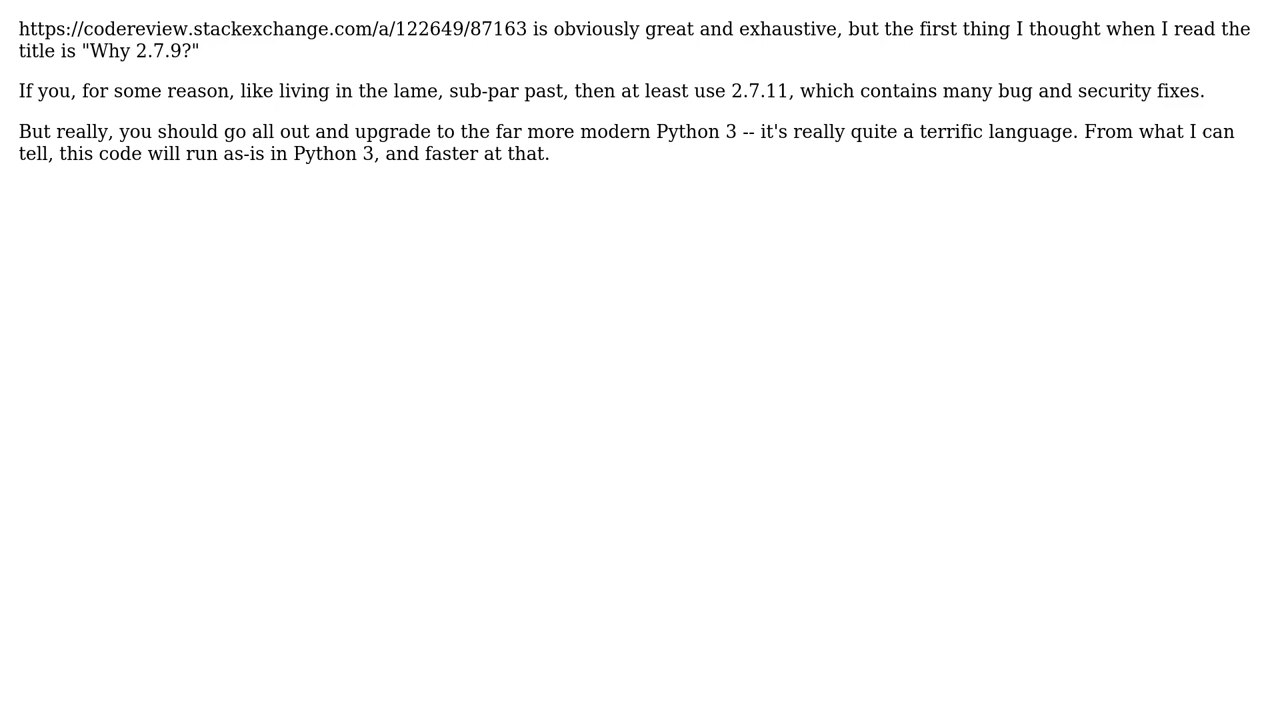 https://codereview.stackexchange.com/a/122649/87163 is obviously great and exhaustive, but the first thing I thought when I read the
title is "Why 2.7.9?"
If you, for some reason, like living in the lame, sub-par past, then at least use 2.7.11, which contains many bug and security fixes.
But really, you should go all out and upgrade to the far more modern Python 3 -- it's really quite a terrific language. From what I can
tell, this code will run as-is in Python 3, and faster at that.